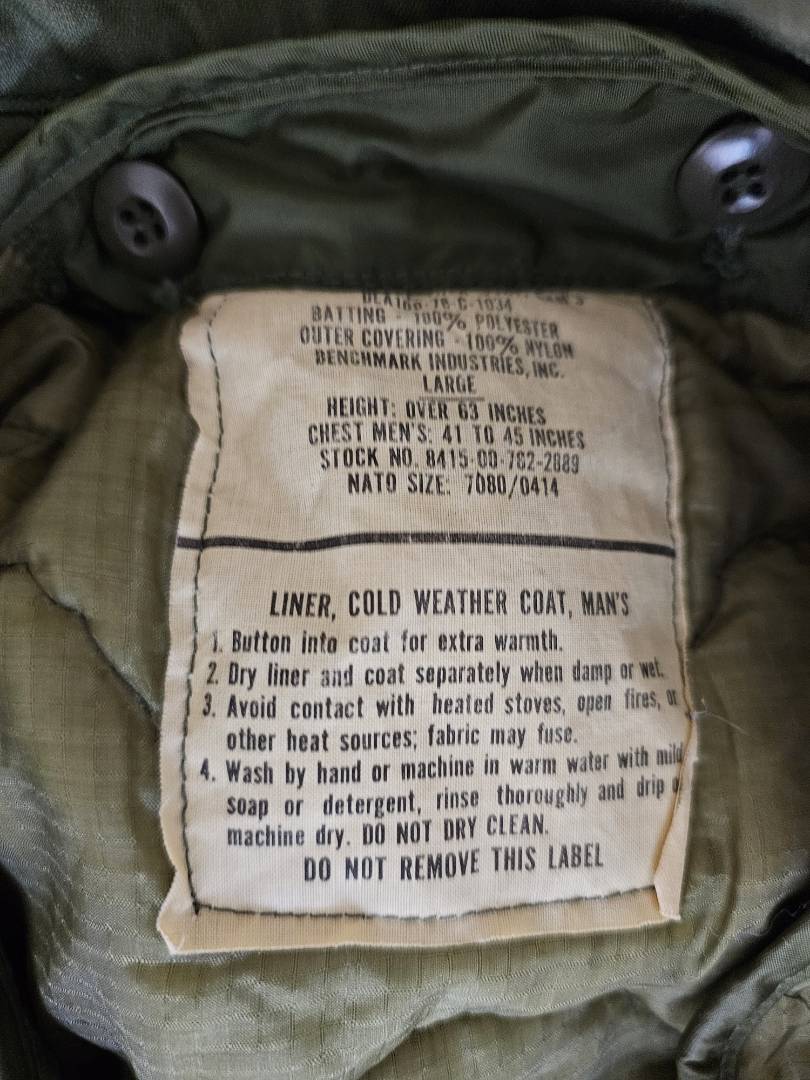 DLA100-78-C-1034
BATTING - 100% POLYESTER
OUTER COVERING - 100% NYLON
BENCHMARK INDUSTRIES, INC.
LARGE
HEIGHT: OVER 63 INCHES
CHEST MEN'S: 41 TO 45 INCHES
STOCK NO. 8415-00-782-2889
NATO SIZE: 7080/0414
LINER, COLD WEATHER COAT, MAN'S
1. Button into coat for extra warmth.
2. Dry liner and coat separately when damp or wet.
3. Avoid contact with heated stoves, open fires, or
other heat sources; fabric may fuse.
4. Wash by hand or machine in warm water with mild
soap or detergent, rinse thoroughly and drip
machine dry. DO NOT DRY CLEAN.
DO NOT REMOVE THIS LABEL